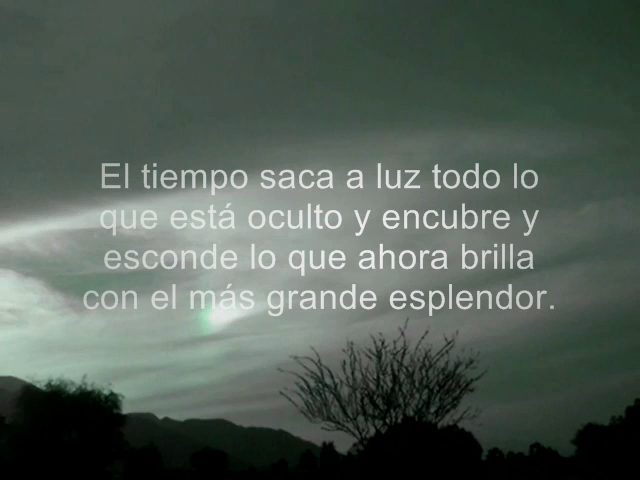 El tiempo saca a luz todo lo
que está oculto y encubre y
esconde lo que ahora brilla
con el más grande esplendor.